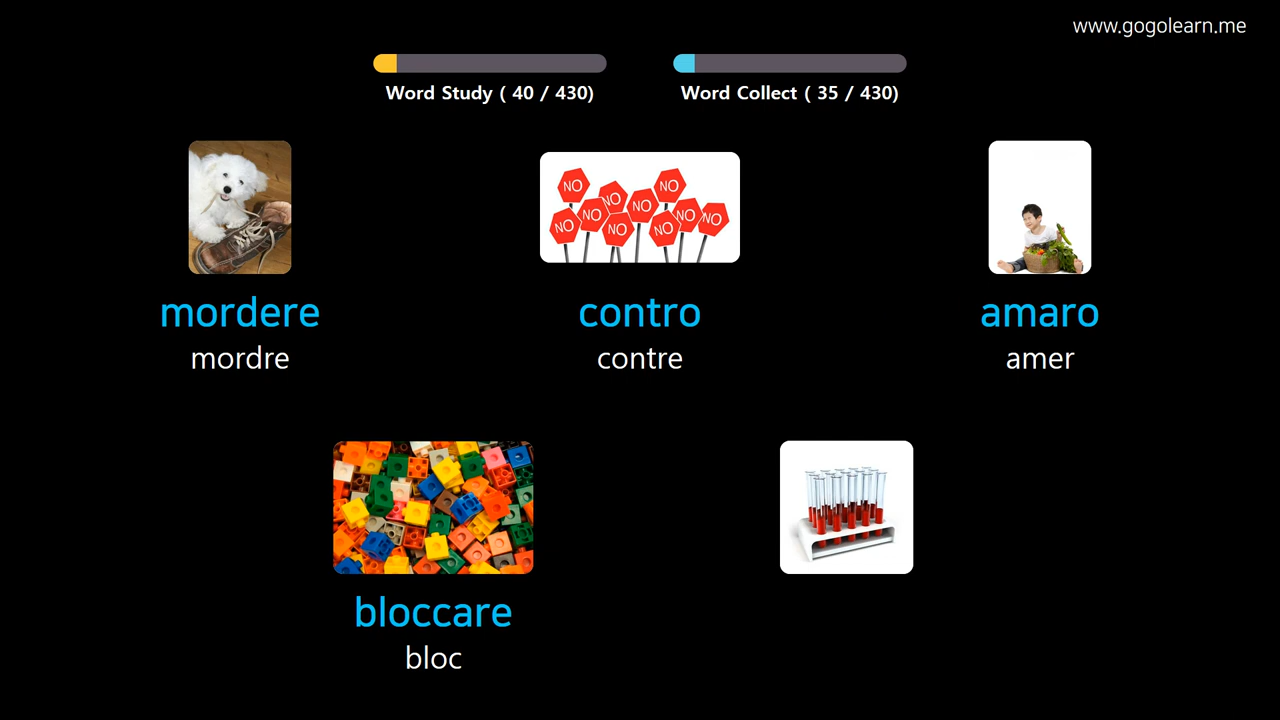 www.gogolearn.me
Word Study ( 40 / 430)
Word Collect ( 35 / 430)
NO
NO
NO
NO
NO
NO
NO
NO
NO
NO
mordere
contro
amaro
mordre
contre
amer
bloccare
bloc